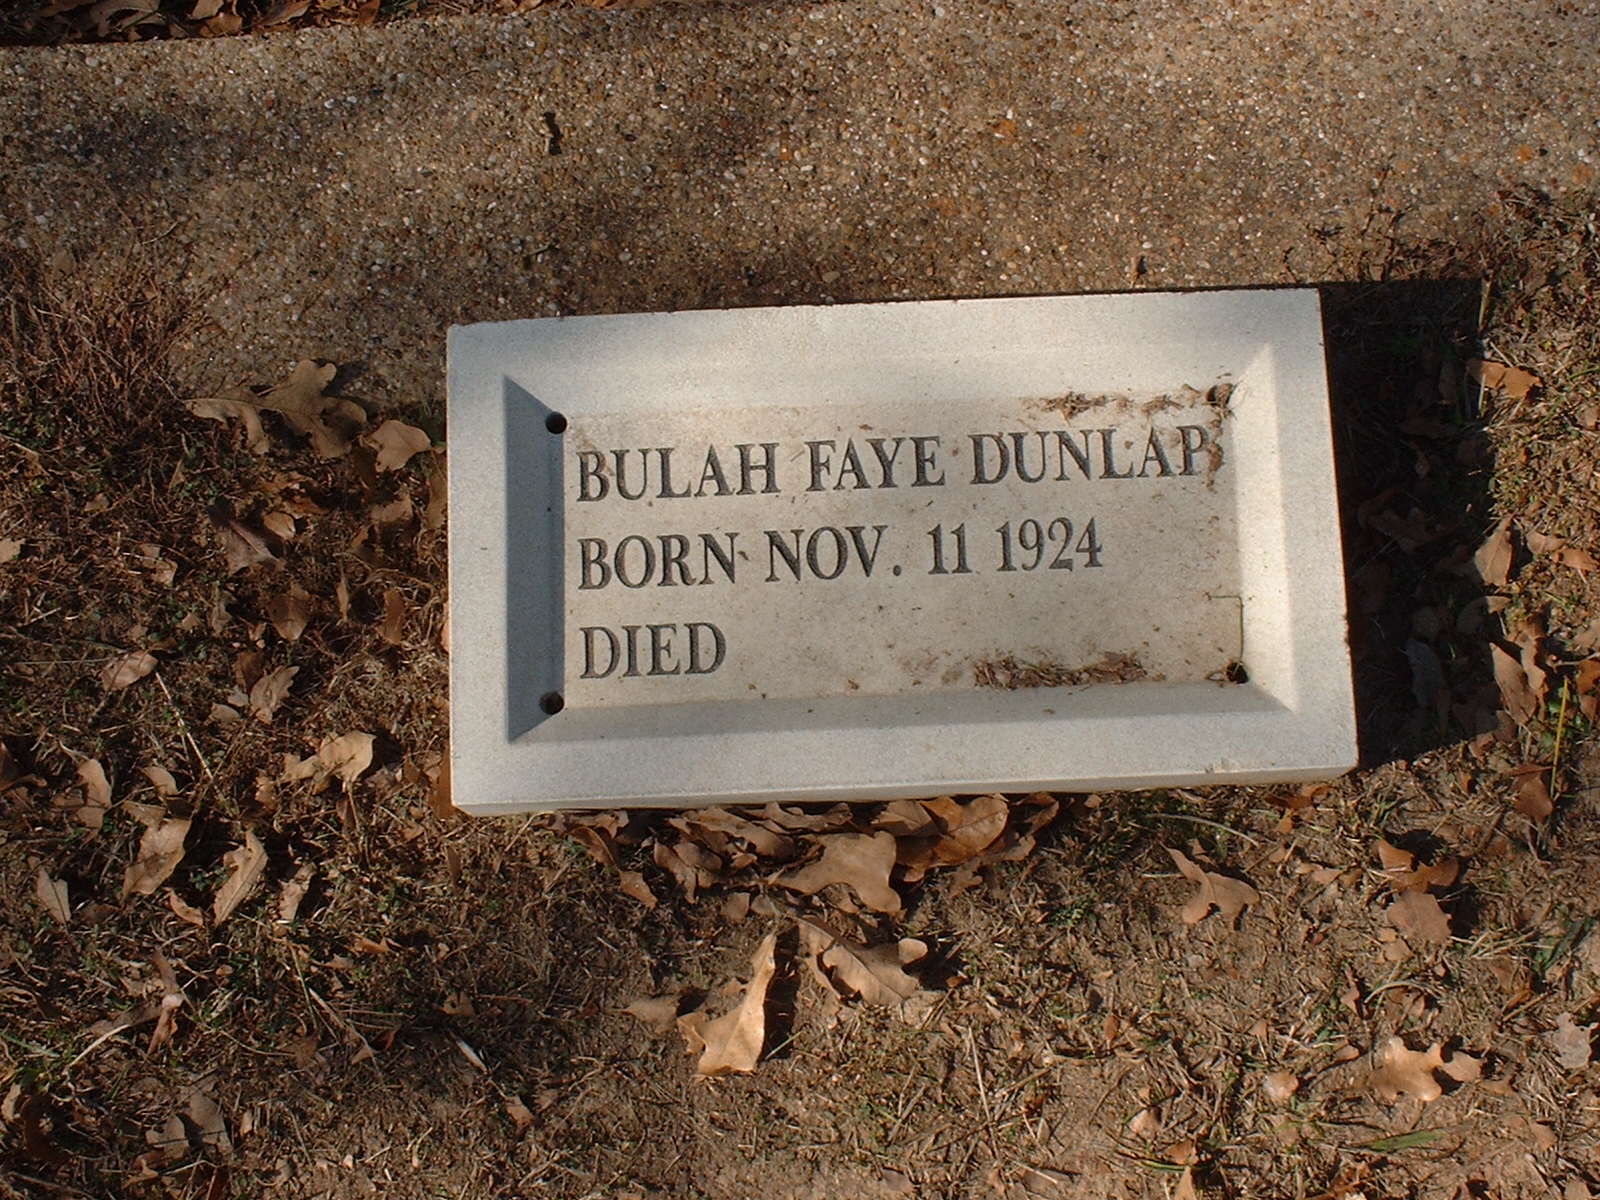 BULAH FAYE DUNLAP
BORN NOV. 11 1924
DIED